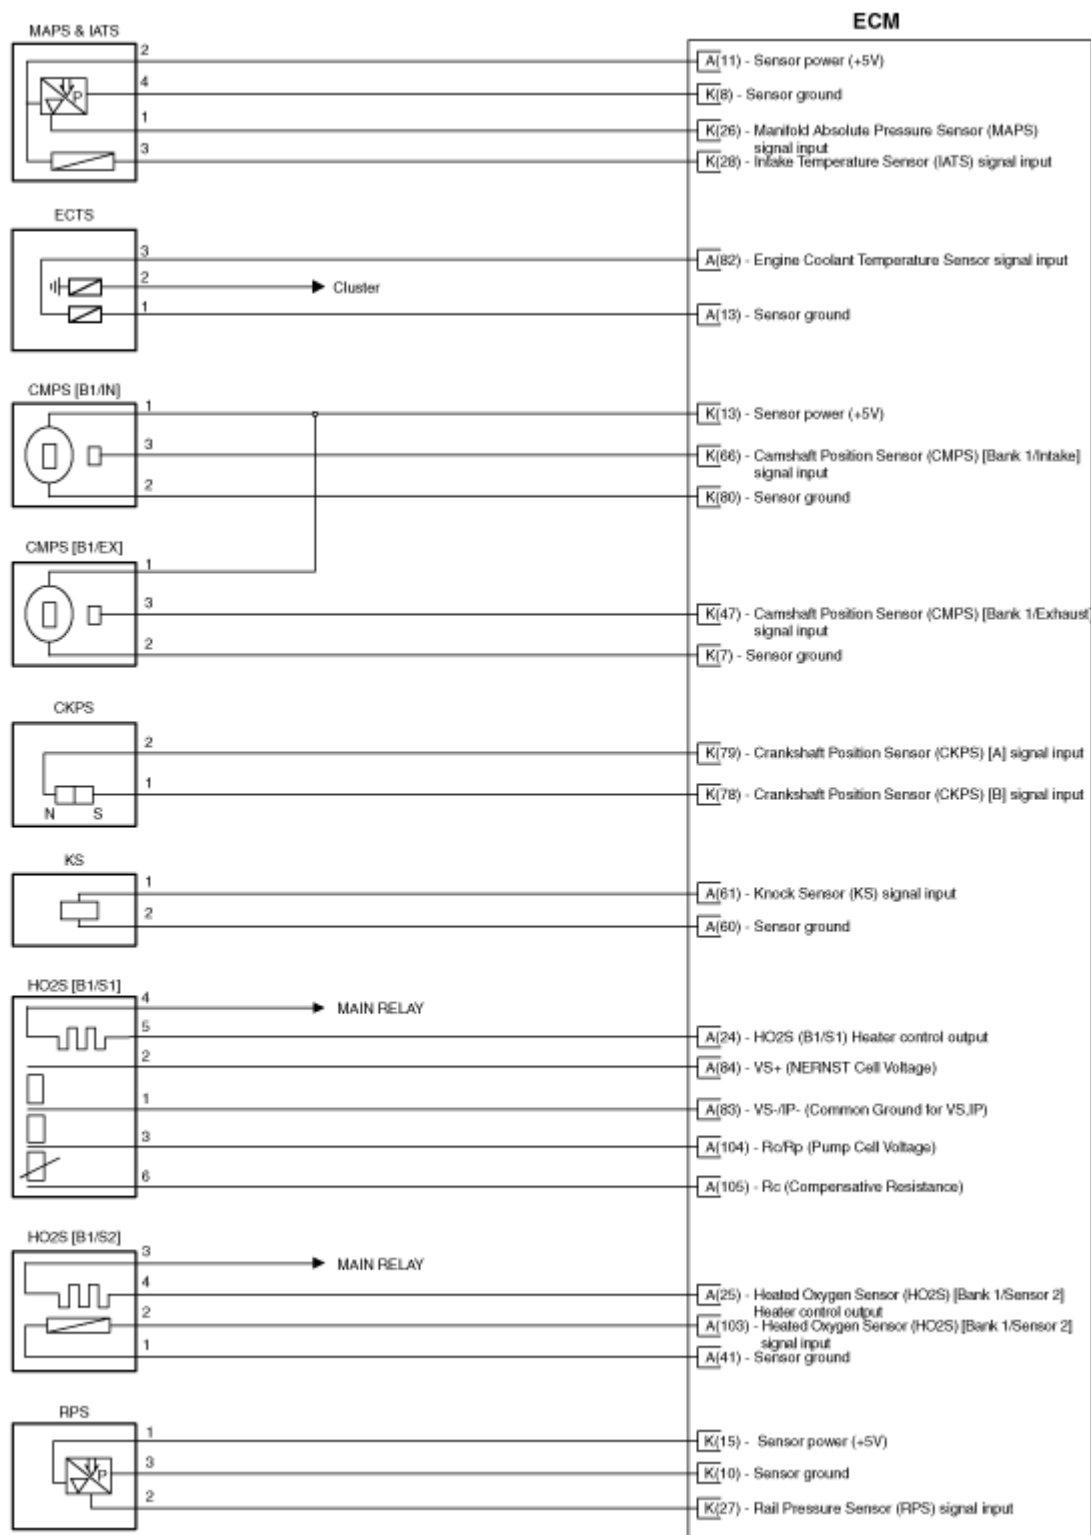 ECM
MAPS & IATS
2
A(11) - Sensor power (+5V)
4
K(8) - Sensor ground
P
1
K(26) - Manifold Absolute Pressure Sensor (MAPS)
signal input
3
K(28) - Intake Temperature Sensor (IATS) signal input
ECTS
3
A(82) - Engine Coolant Temperature Sensor signal input
2
Cluster
1
A(13) - Sensor ground
CMPS [B1/IN]
1
K(13) - Sensor power (+5V)
3
K(66) - Camshaft Position Sensor (CMPS) [Bank 1/Intake]
signal input
2
K(80) - Sensor ground
CMPS [B1/EX]
1
3
K(47) - Camshaft Position Sensor (CMPS) [Bank 1/Exhaust]
signal input
2
K(7) - Sensor ground
CKPS
2
K(79) - Crankshaft Position Sensor (CKPS) [A] signal input
1
K(78) - Crankshaft Position Sensor (CKPS) [B] signal input
N S
KS
1
A(61) - Knock Sensor (KS) signal input
2
A(60) - Sensor ground
HO2S [B1/S1]
4
MAIN RELAY
5
A(24) - HO2S (B1/S1) Heater control output
2
A(84) - VS+ (NERNST Cell Voltage)
1
A(83) - VS-/IP- (Common Ground for VS,IP)
3
A(104) - Rc/Rp (Pump Cell Voltage)
6
A(105) - Rc (Compensative Resistance)
HO2S [B1/S2]
3
MAIN RELAY
4
A(25) - Heated Oxygen Sensor (HO2S) [Bank 1/Sensor 2]
Heater control output
2
A(103) - Heated Oxygen Sensor (HO2S) [Bank 1/Sensor 2]
signal input
1
A(41) - Sensor ground
RPS
1
K(15) - Sensor power (+5V)
3
K(10) - Sensor ground
P
2
K(27) - Rail Pressure Sensor (RPS) signal input